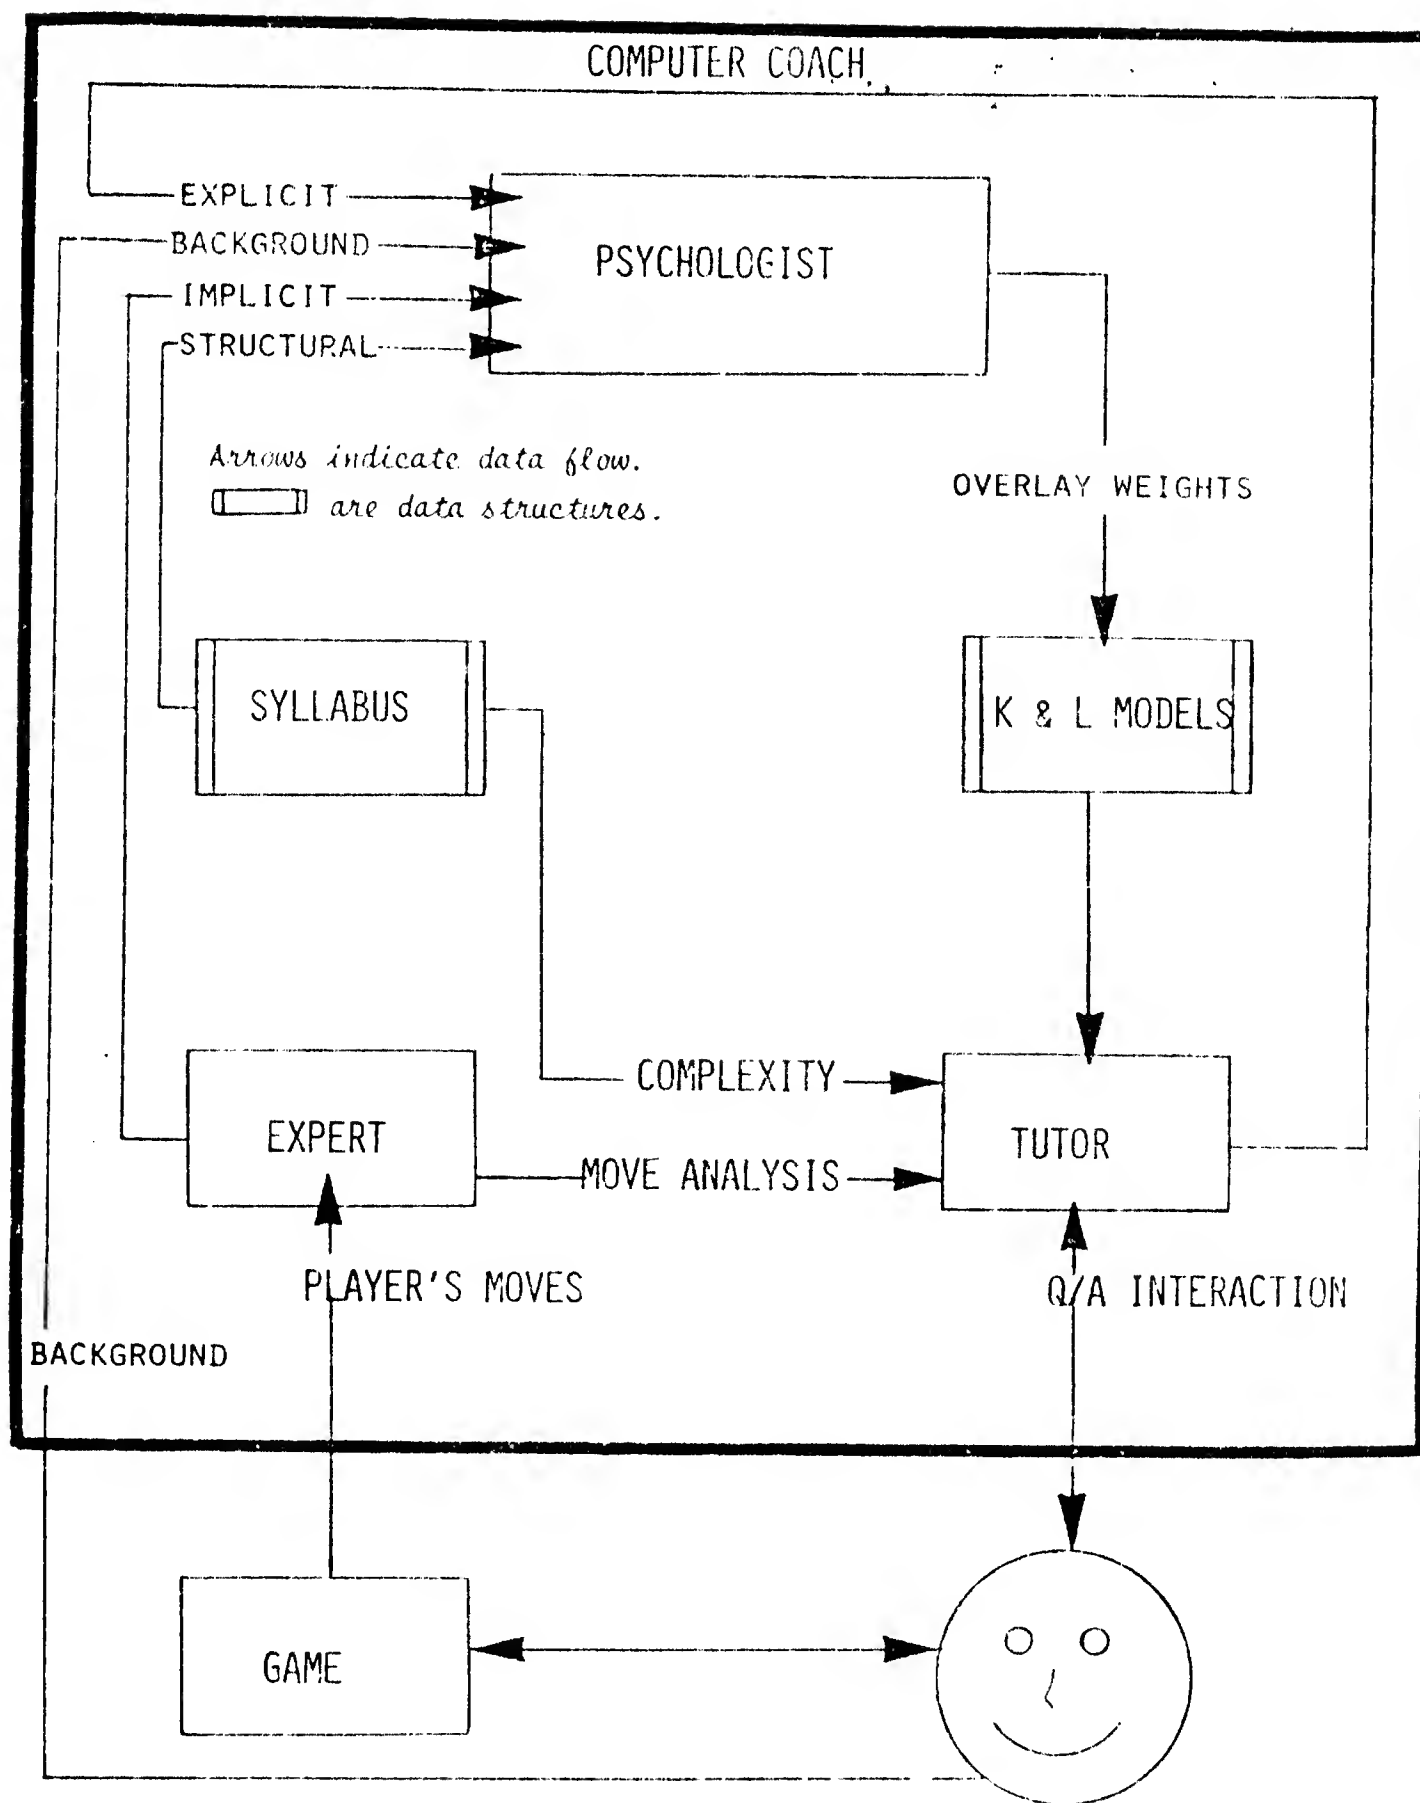 COMPUTER COACH
EXPLICIT
BACKGROUND
IMPLICIT
STRUCTURAL
PSYCHOLOGIST
Arrows indicate data flow.
are data structures.
OVERLAY WEIGHTS
SYLLABUS
K & L MODELS
COMPLEXITY
EXPERT
TUTOR
MOVE ANALYSIS
PLAYER'S MOVES
Q/A INTERACTION
BACKGROUND
GAME